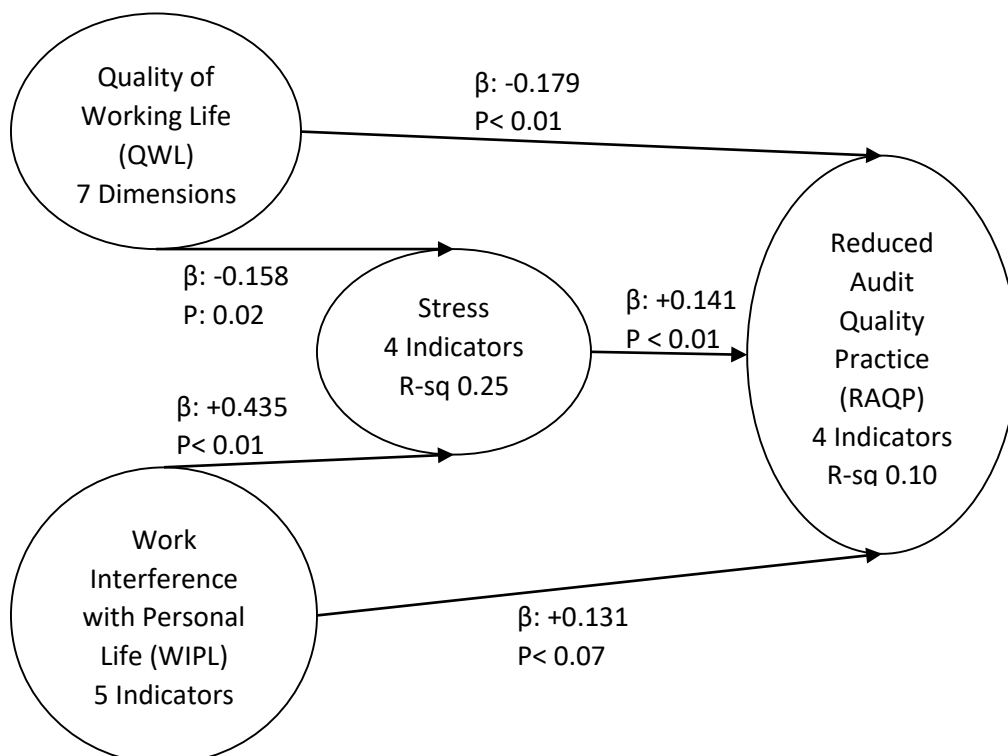 Quality of
Working Life
(QWL)
7 Dimensions
β: -0.179
P< 0.01
β: -0.158
P: 0.02
Stress
4 Indicators
R-sq 0.25
β: +0.141
P < 0.01
Reduced
Audit
Quality
Practice
(RAQP)
4 Indicators
R-sq 0.10
β: +0.435
P< 0.01
Work
Interference
with Personal
Life (WIPL)
5 Indicators
β: +0.131
P< 0.07